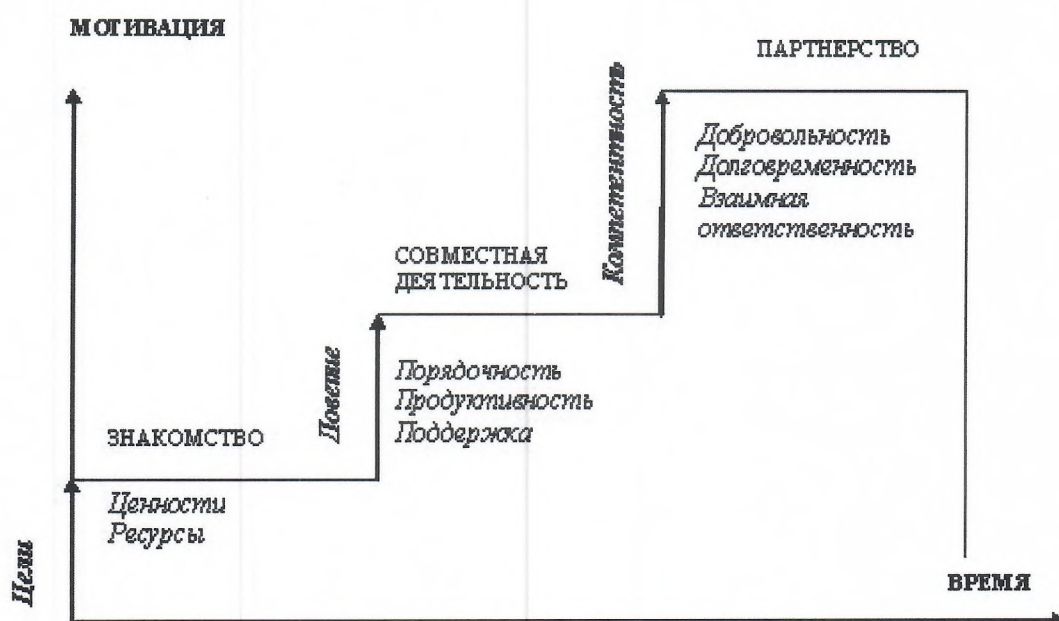 МОТИВАЦИЯ
ПАРТНЕРСТВО
Компетентность
Добровольность
Долговременность
Взаимная
ответственность
СОВМЕСТНАЯ
ДЕЯТЕЛЬНОСТЬ
Доверие
Порядочность
Продуктивность
Поддержка
ЗНАКОМСТВО
Ценности
Ресурсы
Цели
ВРЕМЯ